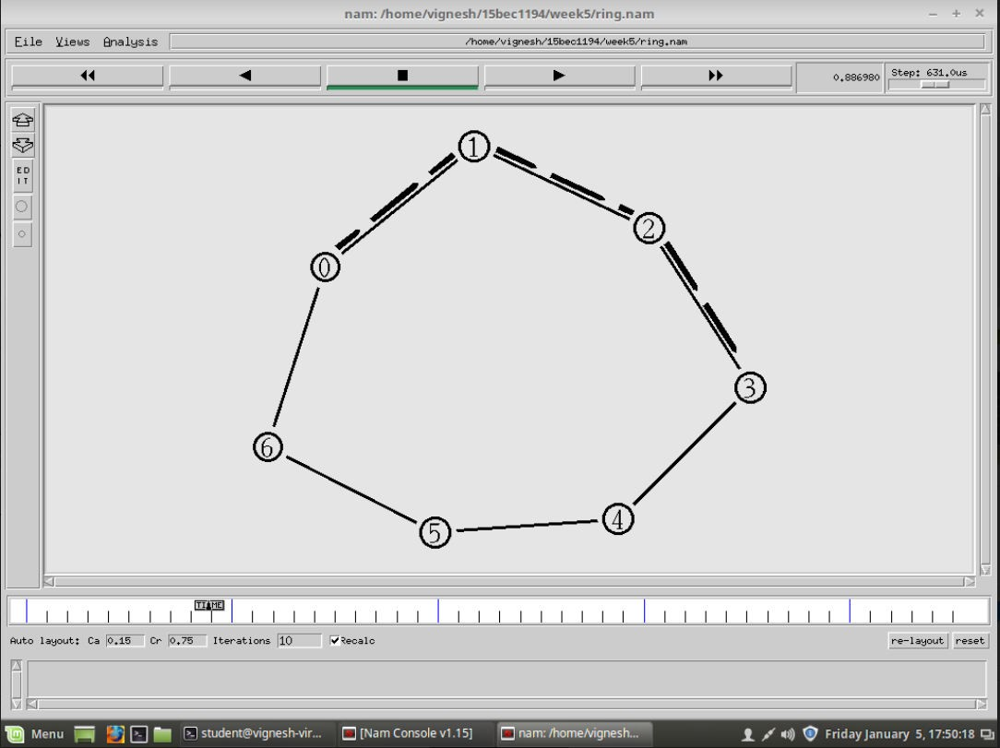 nam: /home/vignesh/15bec1194/week5/ring.nam
File Views Analysis /home/vignesh/15bec1194/week5/ring.nam
0.886980 Step: 631.0us
ED
IT
1
2
0
3
6
4
5
TIME
Auto layout: Ca 0.15 Cr 0.75 Iterations 10 Recalc re-layout reset
Menu student@vignesh-vir... [Nam Console v1.15] nam: /home/vignesh... Friday January 5, 17:50:18